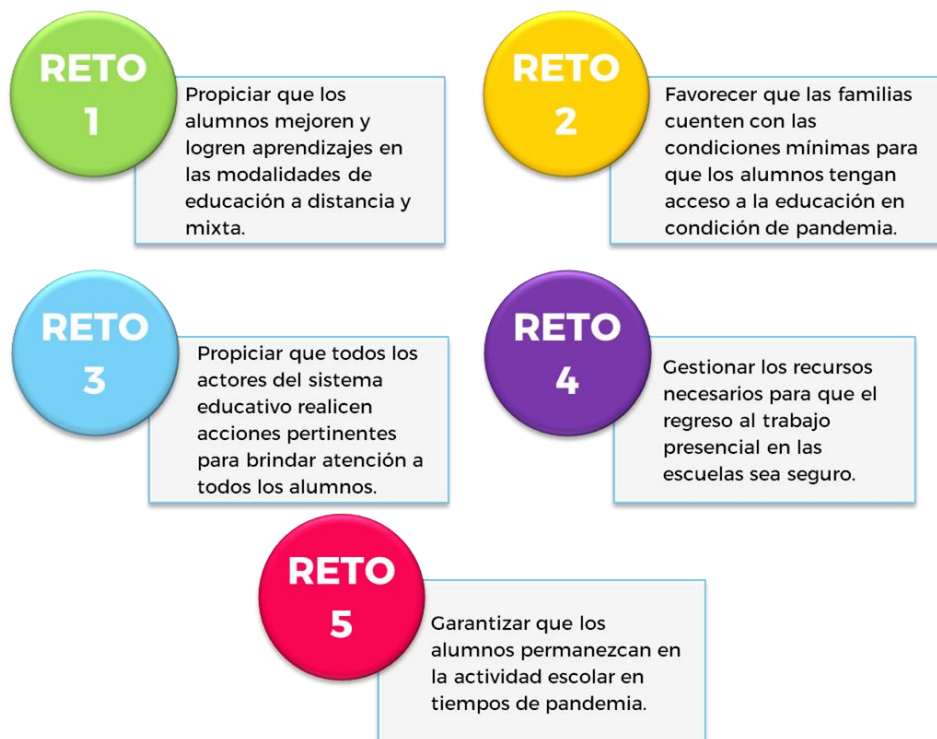 RETO
1
Propiciar que los
alumnos mejoren y
logren aprendizajes en
las modalidades de
educación a distancia y
mixta.
RETO
2
Favorecer que las familias
cuenten con las
condiciones mínimas para
que los alumnos tengan
acceso a la educación en
condición de pandemia.
RETO
3
Propiciar que todos los
actores del sistema
educativo realicen
acciones pertinentes
para brindar atención a
todos los alumnos.
RETO
4
Gestionar los recursos
necesarios para que el
regreso al trabajo
presencial en las
escuelas sea seguro.
RETO
5
Garantizar que los
alumnos permanezcan en
la actividad escolar en
tiempos de pandemia.